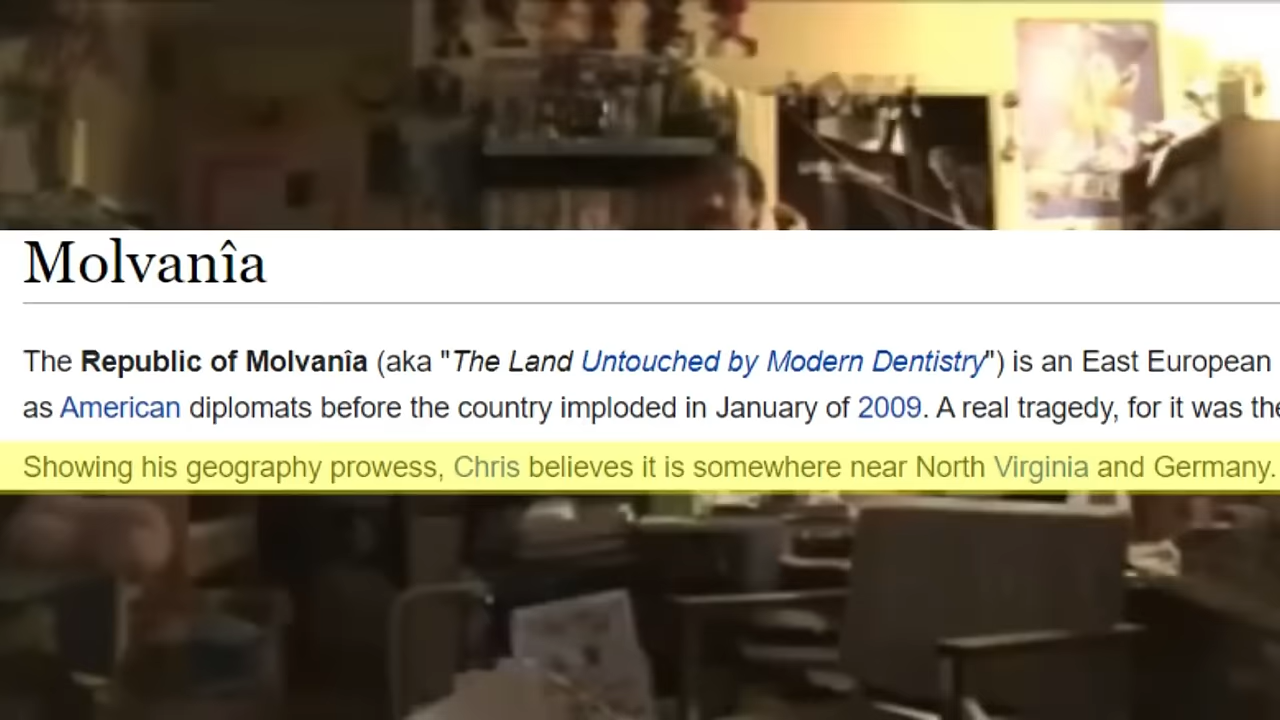 Molvanîa
The Republic of Molvanîa (aka "The Land Untouched by Modern Dentistry") is an East European
as American diplomats before the country imploded in January of 2009. A real tragedy, for it was the
Showing his geography prowess, Chris believes it is somewhere near North Virginia and Germany.